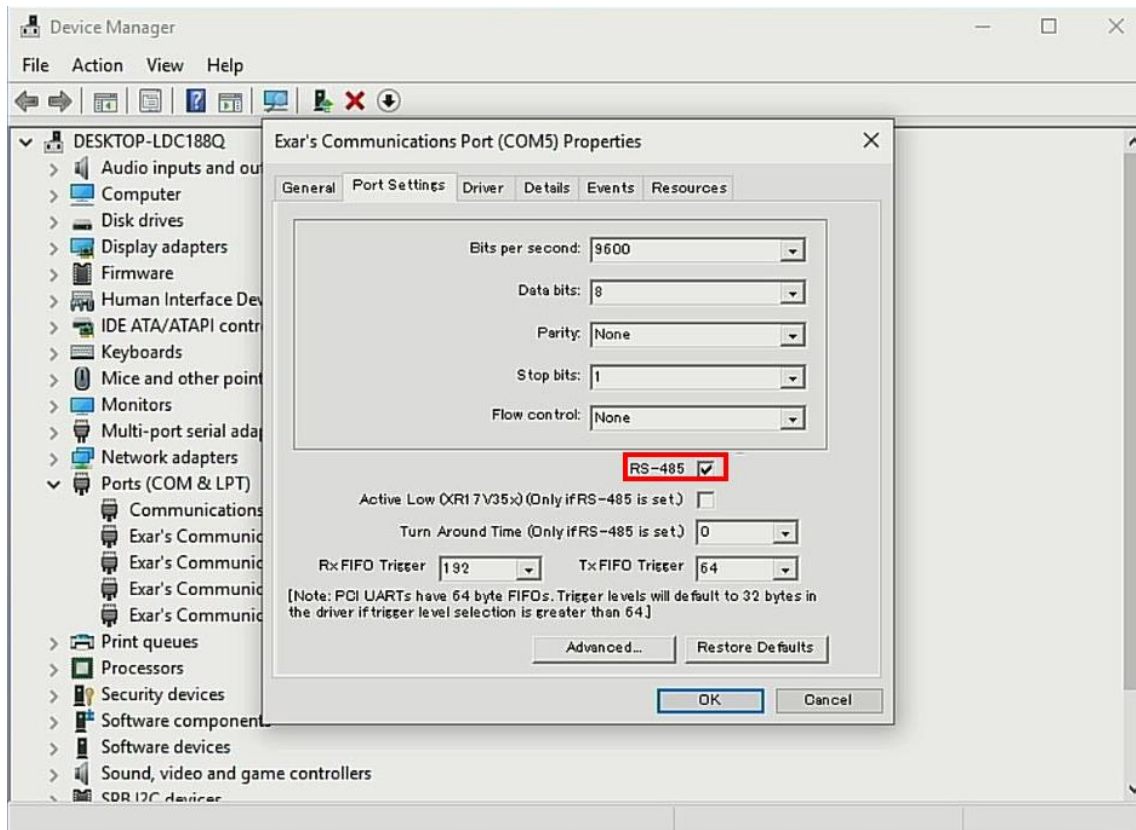 Device Manager
File Action View Help
DESKTOP-LDC188Q
Audio inputs and ou
Computer
Disk drives
Display adapters
Firmware
Human Interface Dev
IDE ATA/ATAPI contr
Keyboards
Mice and other point
Monitors
Multi-port serial adap
Network adapters
Ports (COM & LPT)
Communications
Exar's Communic
Exar's Communic
Exar's Communic
Exar's Communic
Print queues
Processors
Security devices
Software component
Software devices
Sound, video and game controllers
SPB I2C devices
Exar's Communications Port (COM5) Properties
General Port Settings Driver Details Events Resources
Bits per second: 9600
Data bits: 8
Parity: None
Stop bits: 1
Flow control: None
RS-485
Active Low (XR17V35x) (Only if RS-485 is set.)
Turn Around Time (Only if RS-485 is set.) 0
Rx FIFO Trigger 192 Tx FIFO Trigger 64
[Note: PCI UARTs have 64 byte FIFOs. Trigger levels will default to 32 bytes in
the driver if trigger level selection is greater than 64.]
Advanced... Restore Defaults
OK Cancel